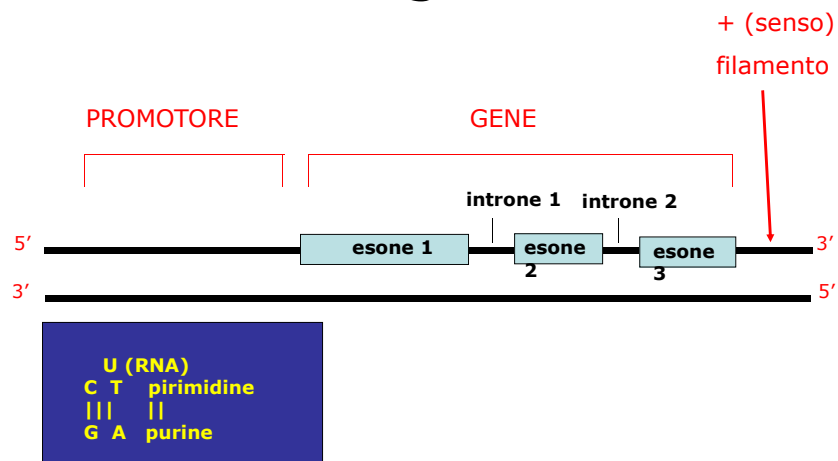 + (senso)
filamento
PROMOTORE GENE
introne 1 introne 2
5' esone 1 esone 2 esone 3 3'
3' 5'
U (RNA)
C T pirimidine
||| ||
G A purine